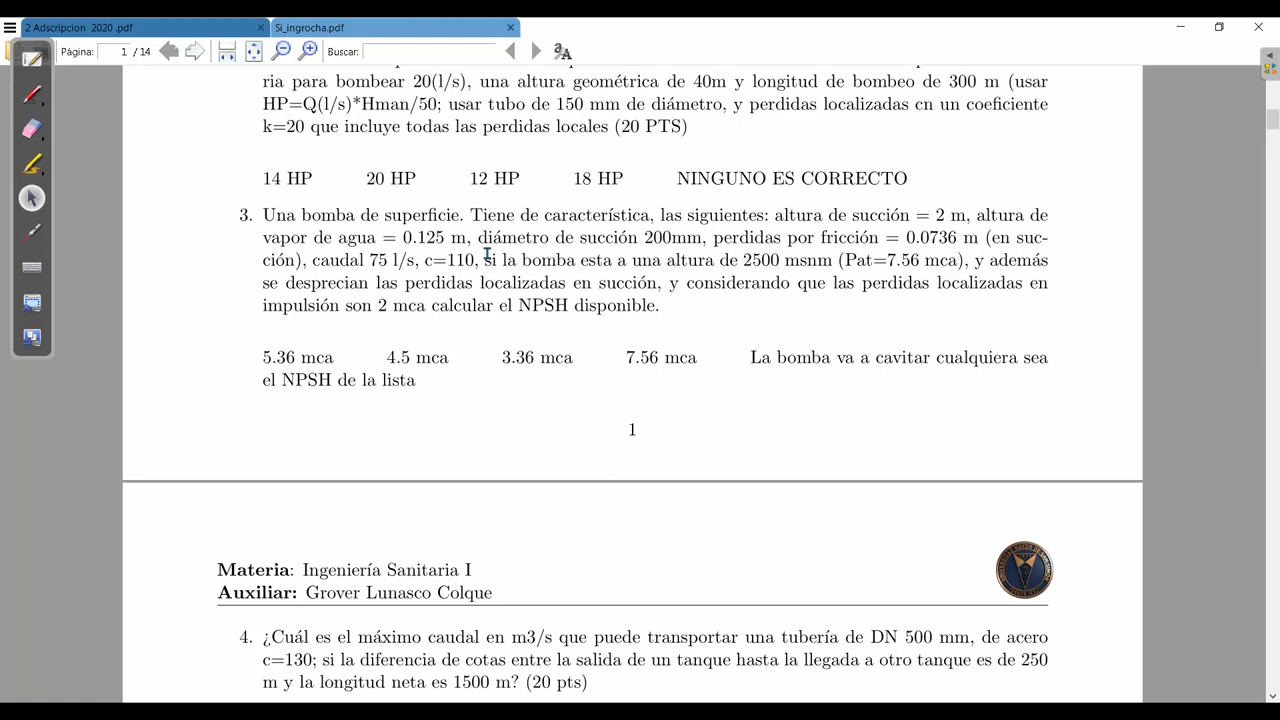 2 Adscripcion 2020 .pdf
Si_ingrocha.pdf
Página: 1 / 14
Buscar:
ria para bombear 20(l/s), una altura geométrica de 40m y longitud de bombeo de 300 m (usar
HP=Q(l/s)*Hman/50; usar tubo de 150 mm de diámetro, y perdidas localizadas cn un coeficiente
k=20 que incluye todas las perdidas locales (20 PTS)
14 HP 20 HP 12 HP 18 HP NINGUNO ES CORRECTO
3. Una bomba de superficie. Tiene de característica, las siguientes: altura de succión = 2 m, altura de
vapor de agua = 0.125 m, diámetro de succión 200mm, perdidas por fricción = 0.0736 m (en suc-
ción), caudal 75 l/s, c=110, si la bomba esta a una altura de 2500 msnm (Pat=7.56 mca), y además
se desprecian las perdidas localizadas en succión, y considerando que las perdidas localizadas en
impulsión son 2 mca calcular el NPSH disponible.
5.36 mca 4.5 mca 3.36 mca 7.56 mca La bomba va a cavitar cualquiera sea
el NPSH de la lista
1
Materia: Ingeniería Sanitaria I
Auxiliar: Grover Lunasco Colque
4. ¿Cuál es el máximo caudal en m3/s que puede transportar una tubería de DN 500 mm, de acero
c=130; si la diferencia de cotas entre la salida de un tanque hasta la llegada a otro tanque es de 250
m y la longitud neta es 1500 m? (20 pts)